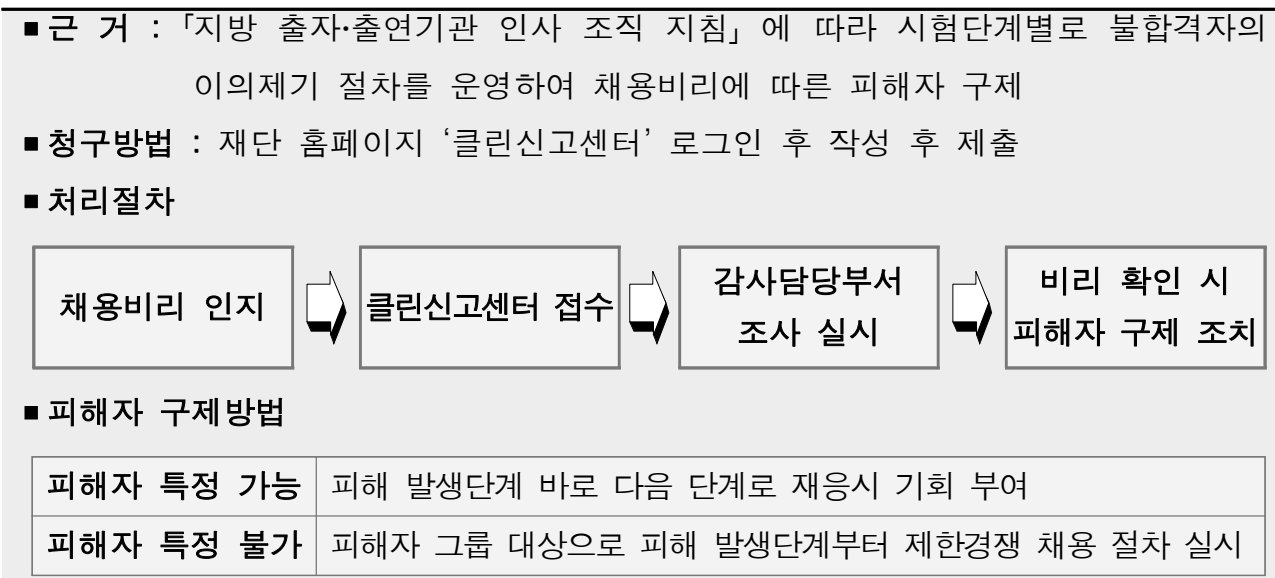 ■ 근 거 : 「지방 출자·출연기관 인사 조직 지침」에 따라 시험단계별로 불합격자의
이의제기 절차를 운영하여 채용비리에 따른 피해자 구제
■ 청구방법 : 재단 홈페이지 ‘클린신고센터’ 로그인 후 작성 후 제출
■ 처리절차
채용비리 인지
클린신고센터 접수
감사담당부서
조사 실시
비리 확인 시
피해자 구제 조치
■ 피해자 구제방법
피해자 특정 가능 피해 발생단계 바로 다음 단계로 재응시 기회 부여
피해자 특정 불가 피해자 그룹 대상으로 피해 발생단계부터 제한경쟁 채용 절차 실시